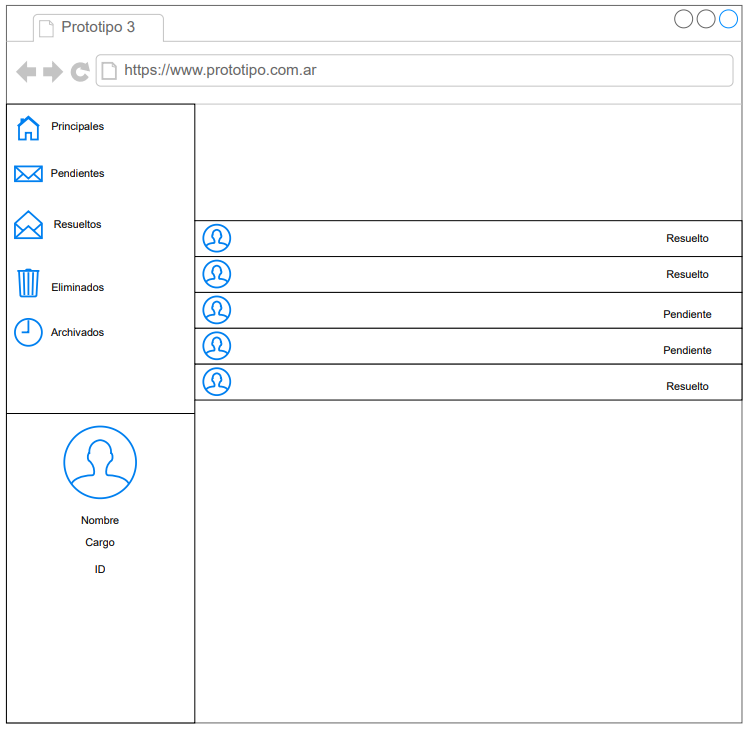 Prototipo 3
https://www.prototipo.com.ar
Principales
Pendientes
Resueltos
Eliminados
Archivados
Nombre
Cargo
ID
Resuelto
Resuelto
Pendiente
Pendiente
Resuelto